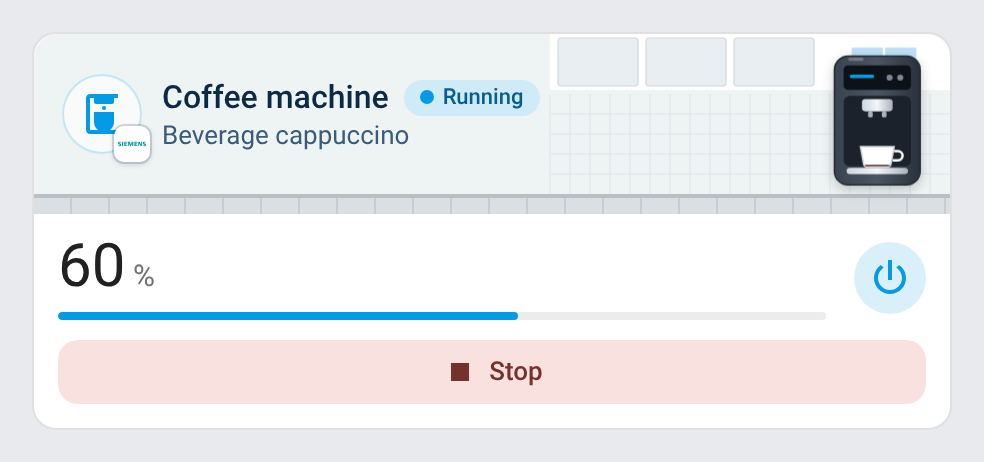 Coffee machine
Running
SIEMENS
Beverage cappuccino
60 %
Stop